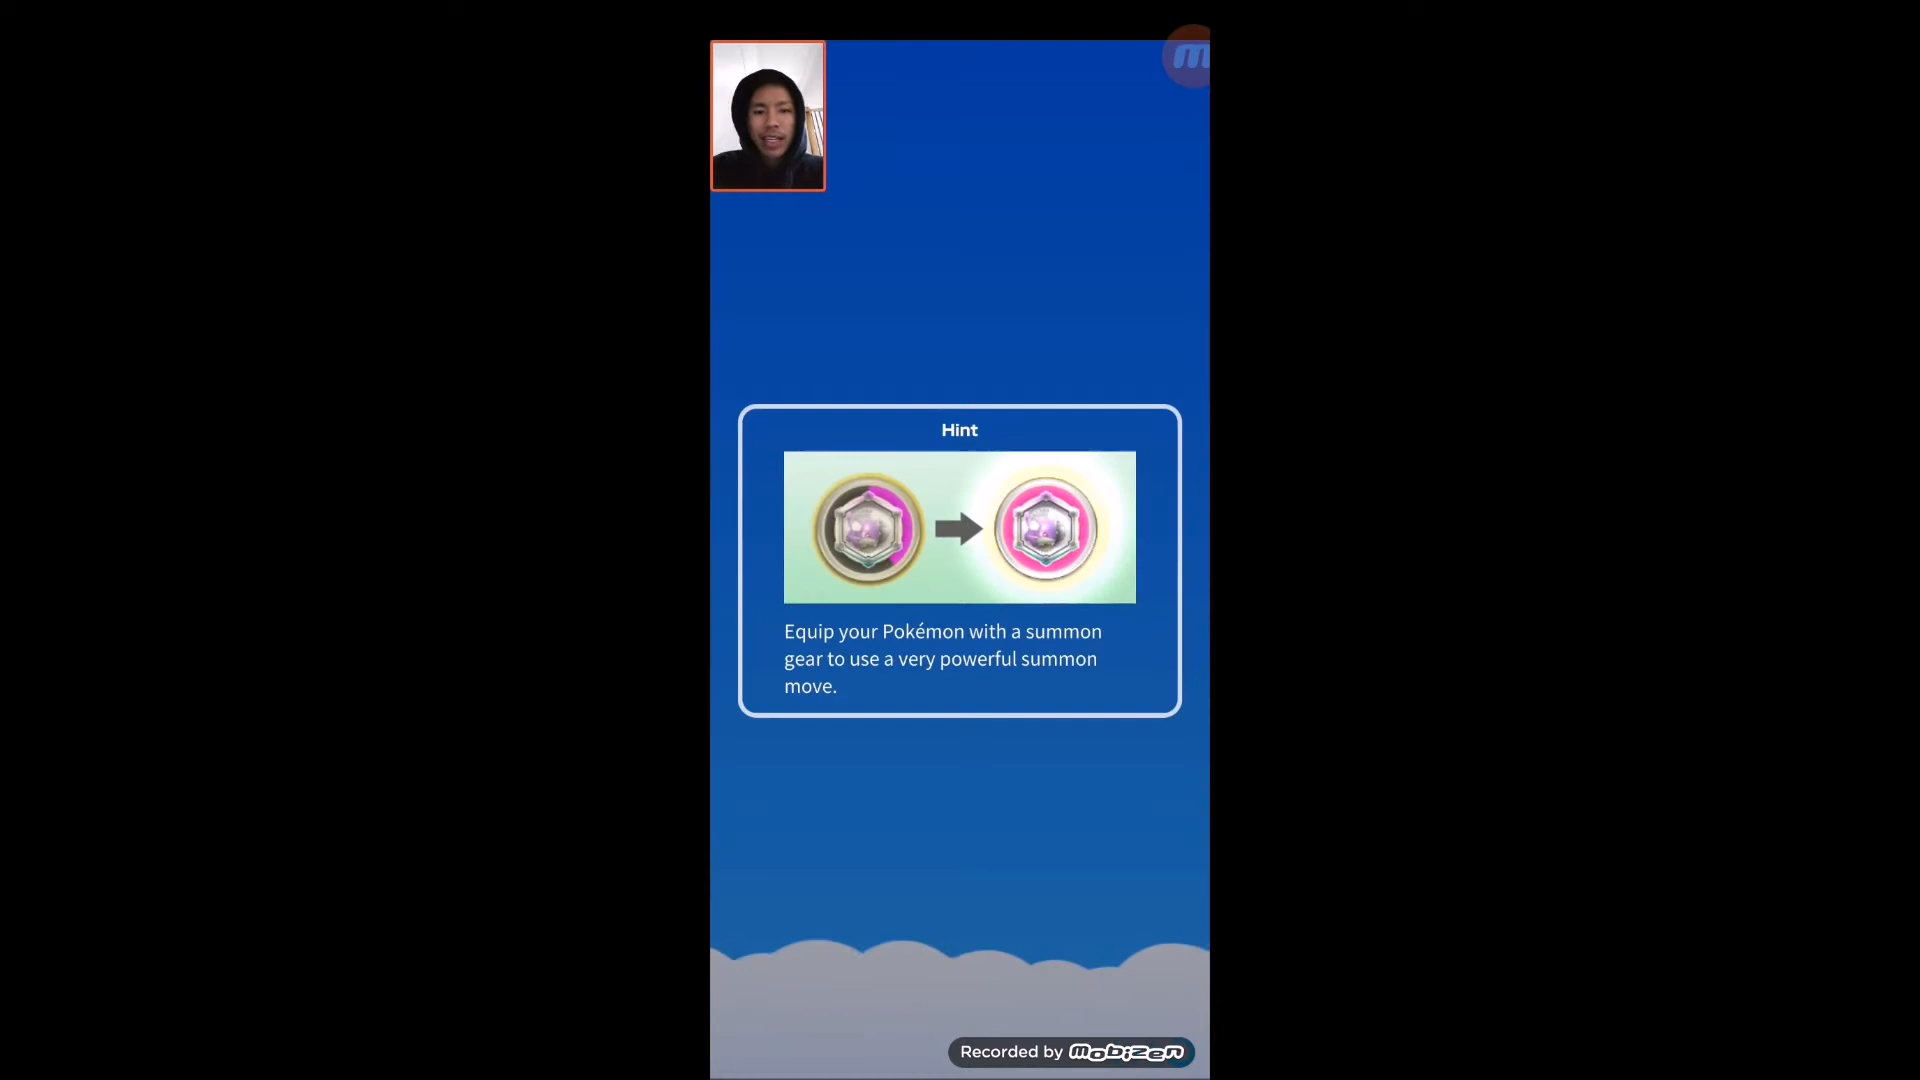 Hint
Equip your Pokémon with a summon
gear to use a very powerful summon
move.
Recorded by mobizen